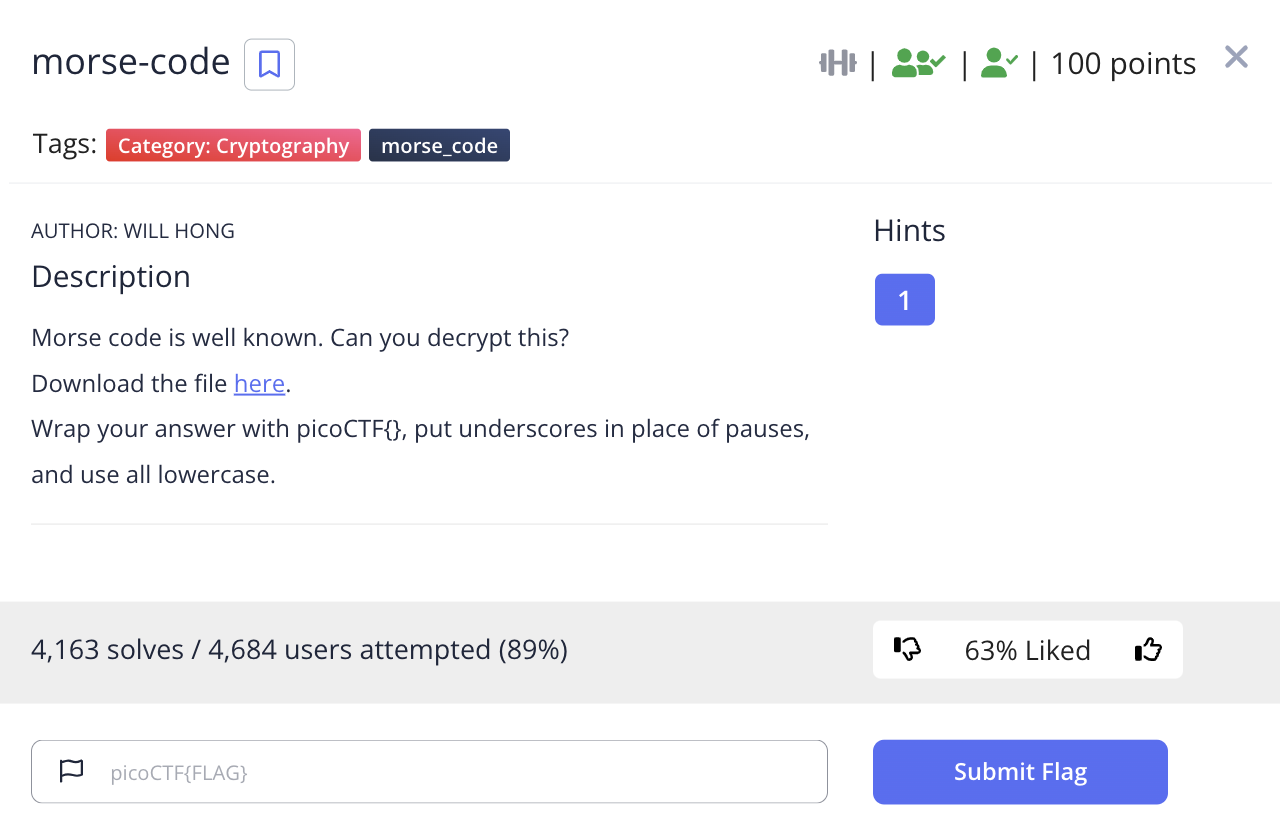 morse-code
| | | 100 points
Tags: Category: Cryptography morse_code
AUTHOR: WILL HONG
Description
Morse code is well known. Can you decrypt this?
Download the file here.
Wrap your answer with picoCTF{}, put underscores in place of pauses,
and use all lowercase.
Hints
1
4,163 solves / 4,684 users attempted (89%)
63% Liked
picoCTF{FLAG}
Submit Flag